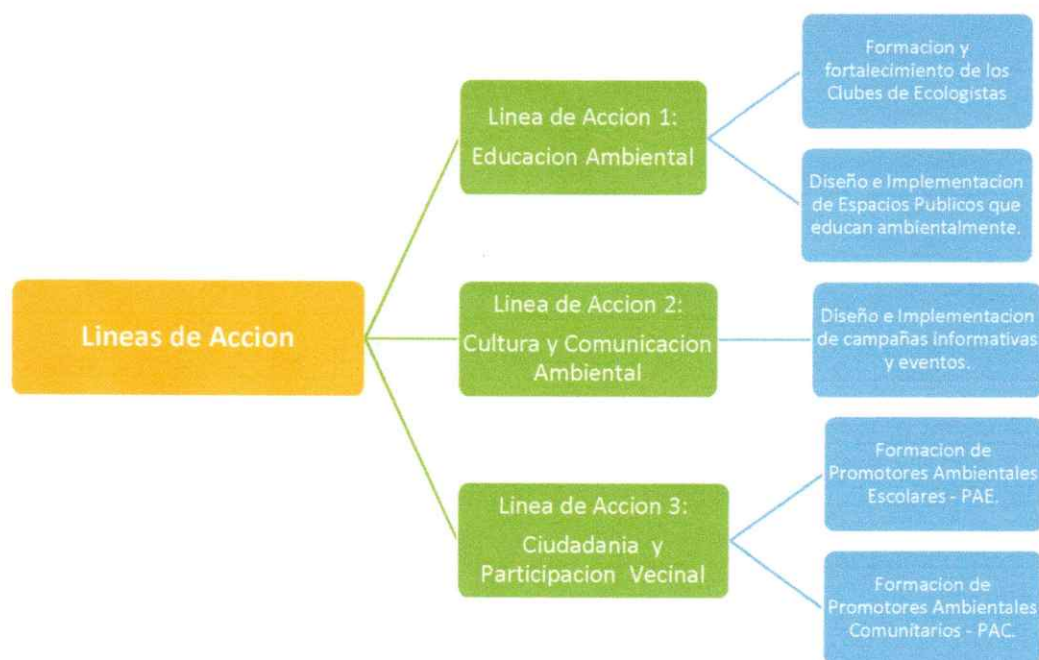 Lineas de Accion
Linea de Accion 1:
Educacion Ambiental
Formacion y
fortalecimiento de los
Clubes de Ecologistas
Diseño e Implementacion
de Espacios Publicos que
educan ambientalmente.
Linea de Accion 2:
Cultura y Comunicacion
Ambiental
Diseño e Implementacion
de campañas informativas
y eventos.
Linea de Accion 3:
Ciudadania y
Participacion Vecinal
Formacion de
Promotores Ambientales
Escolares - PAE.
Formacion de
Promotores Ambientales
Comunitarios - PAC.